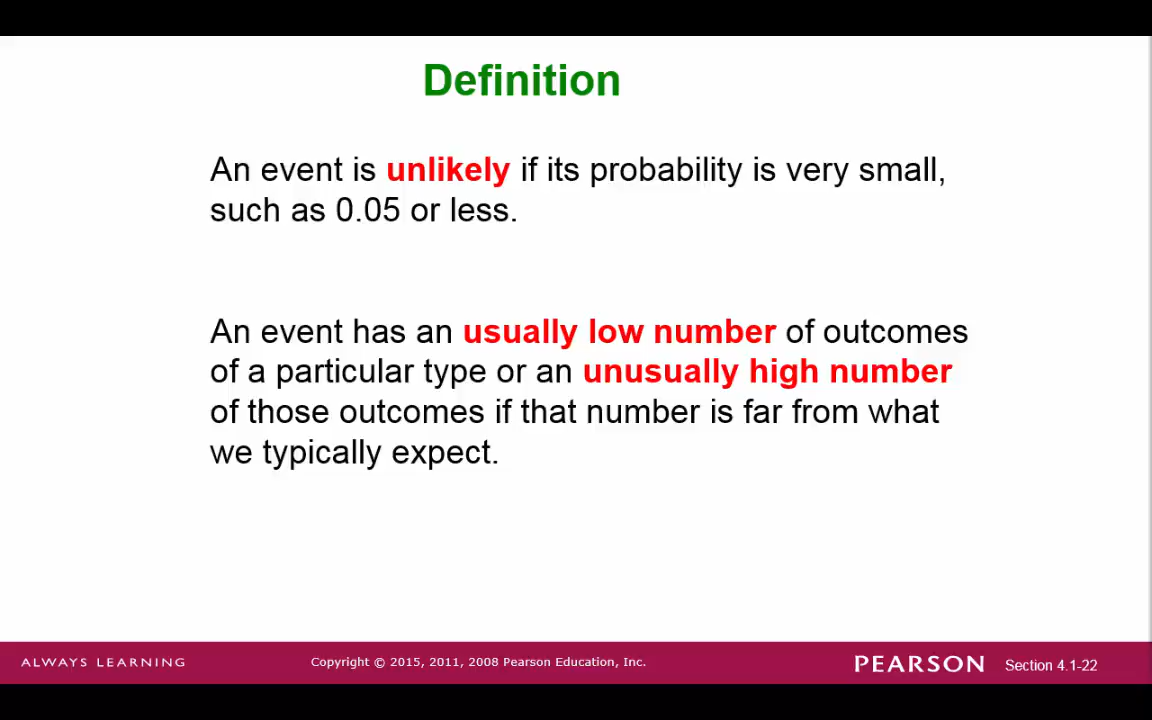 Definition
An event is unlikely if its probability is very small,
such as 0.05 or less.
An event has an usually low number of outcomes
of a particular type or an unusually high number
of those outcomes if that number is far from what
we typically expect.
ALWAYS LEARNING
Copyright © 2015, 2011, 2008 Pearson Education, Inc.
PEARSON
Section 4.1-22